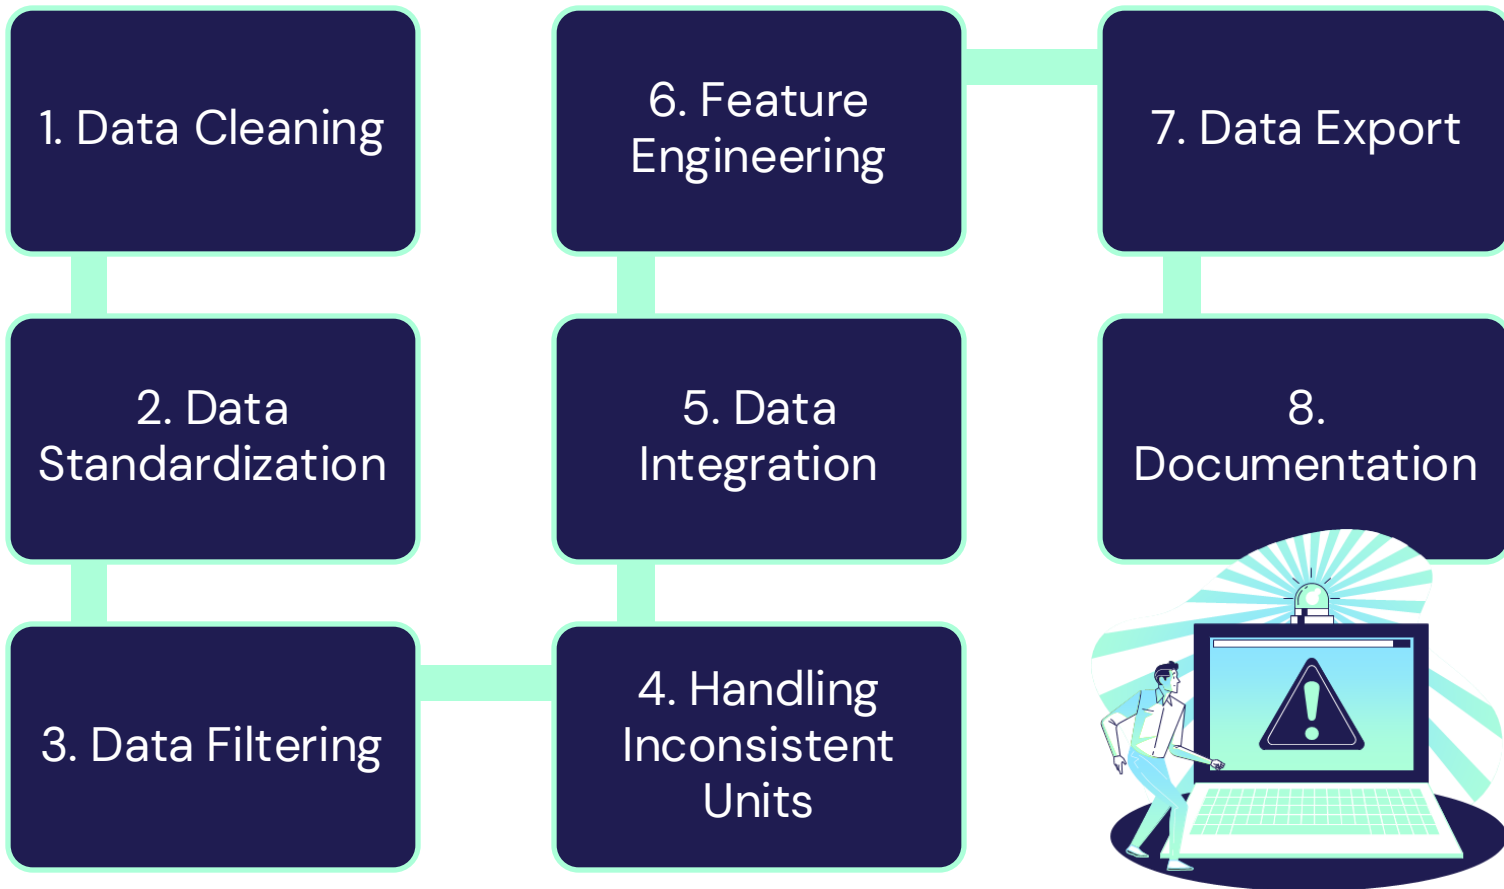 1. Data Cleaning
2. Data
Standardization
3. Data Filtering
4. Handling
Inconsistent
Units
5. Data
Integration
6. Feature
Engineering
7. Data Export
8.
Documentation